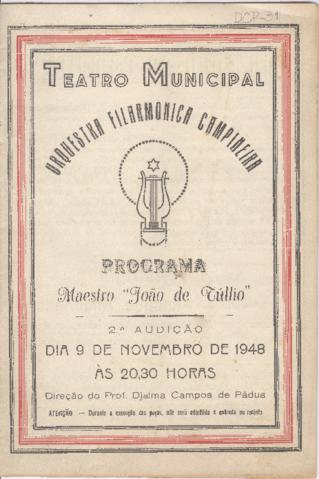 DCP-31
TEATRO MUNICIPAL
ORQUESTRA FILARMONICA CAMPINEIRA
PROGRAMA
Maestro "João de Túllio"
2ª AUDIÇÃO
DIA 9 DE NOVEMBRO DE 1948
ÀS 20,30 HORAS
Direção do Prof. Djalma Campos de Pádua
ATENÇÃO — Durante a execução das peças, não será admitida a entrada no recinto